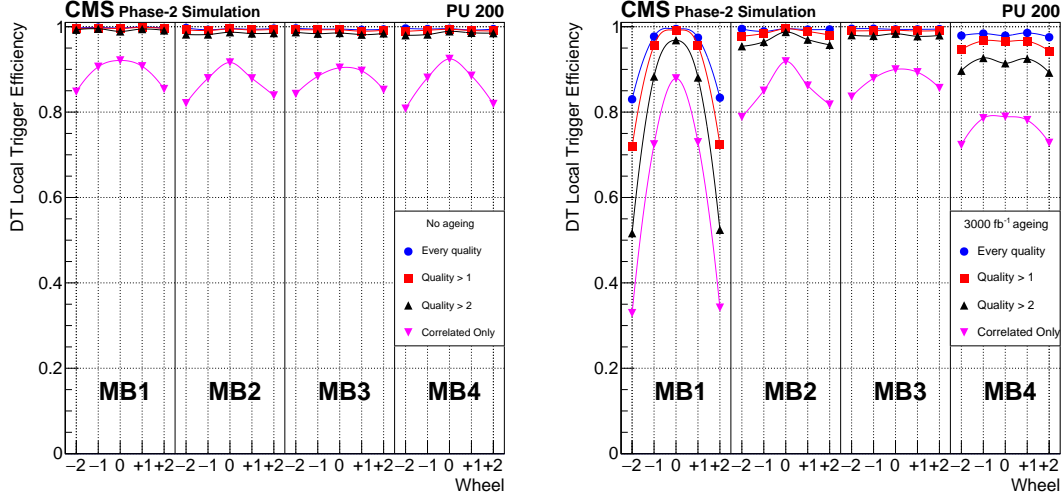 CMS Phase-2 Simulation PU 200
DT Local Trigger Efficiency
1
0.8
0.6
0.4
0.2
0
No ageing
Every quality
Quality > 1
Quality > 2
Correlated Only
MB1 MB2 MB3 MB4
−2 −1 0 +1 +2 −2 −1 0 +1 +2 −2 −1 0 +1 +2 −2 −1 0 +1 +2
Wheel
CMS Phase-2 Simulation PU 200
DT Local Trigger Efficiency
1
0.8
0.6
0.4
0.2
0
3000 fb⁻¹ ageing
Every quality
Quality > 1
Quality > 2
Correlated Only
MB1 MB2 MB3 MB4
−2 −1 0 +1 +2 −2 −1 0 +1 +2 −2 −1 0 +1 +2 −2 −1 0 +1 +2
Wheel